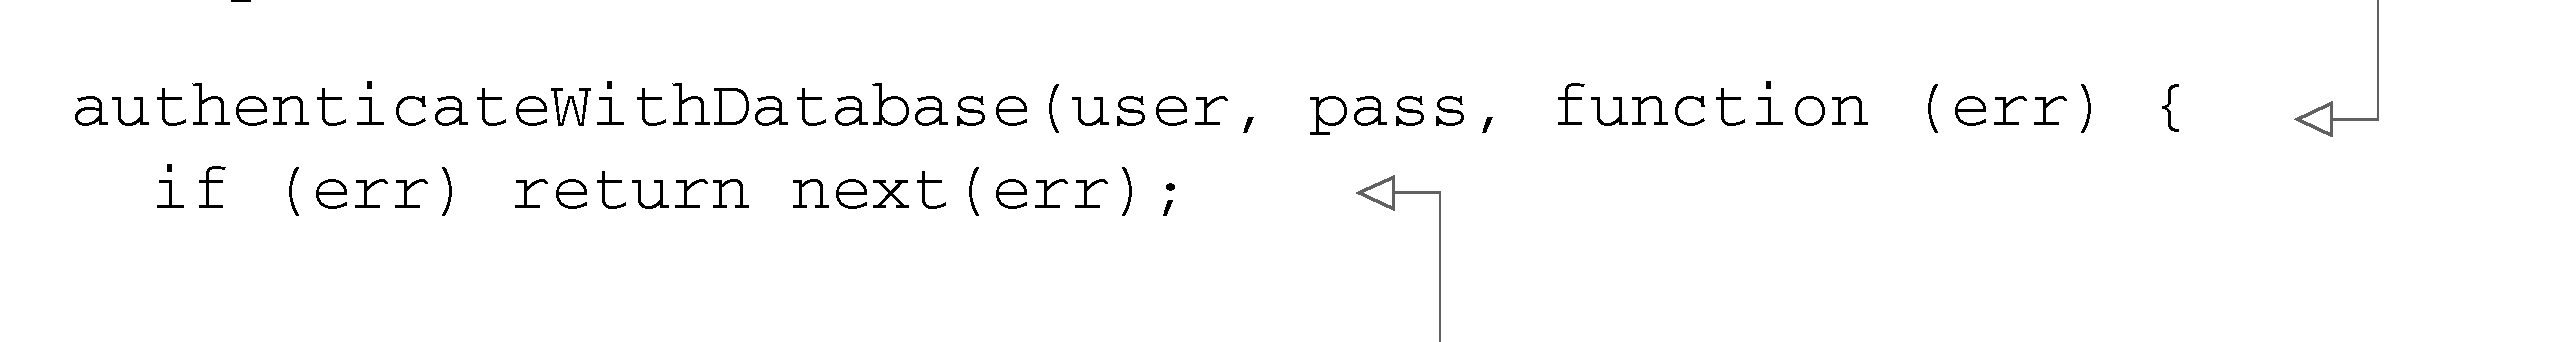 authenticateWithDatabase(user, pass, function (err) {
  if (err) return next(err);